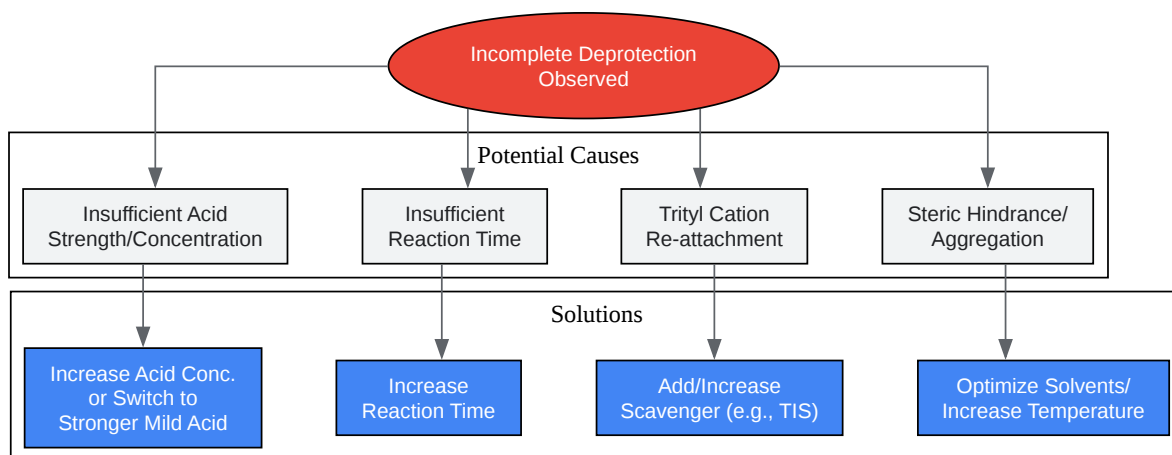 Incomplete Deprotection
Observed
Potential Causes
Insufficient Acid
Strength/Concentration
Insufficient
Reaction Time
Trityl Cation
Re-attachment
Steric Hindrance/
Aggregation
Solutions
Increase Acid Conc.
or Switch to
Stronger Mild Acid
Increase
Reaction Time
Add/Increase
Scavenger (e.g., TIS)
Optimize Solvents/
Increase Temperature